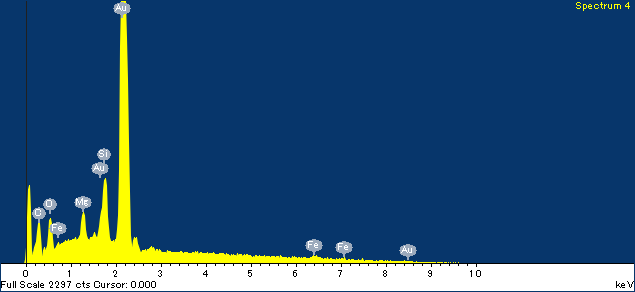 Spectrum 4
Au
Si
Au
O
O
Fe
Mg
Fe
Fe
Au
0 1 2 3 4 5 6 7 8 9 10
Full Scale 2297 cts Cursor: 0.000 keV